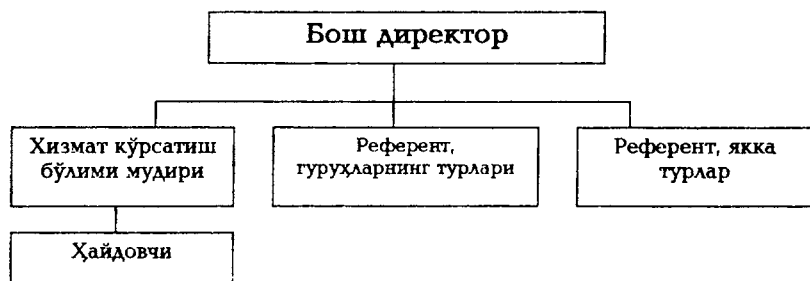 Бош директор
Хизмат кўрсатиш
бўлими мудири
Референт,
гуруҳларнинг турлари
Референт, якка
турлар
Ҳайдовчи